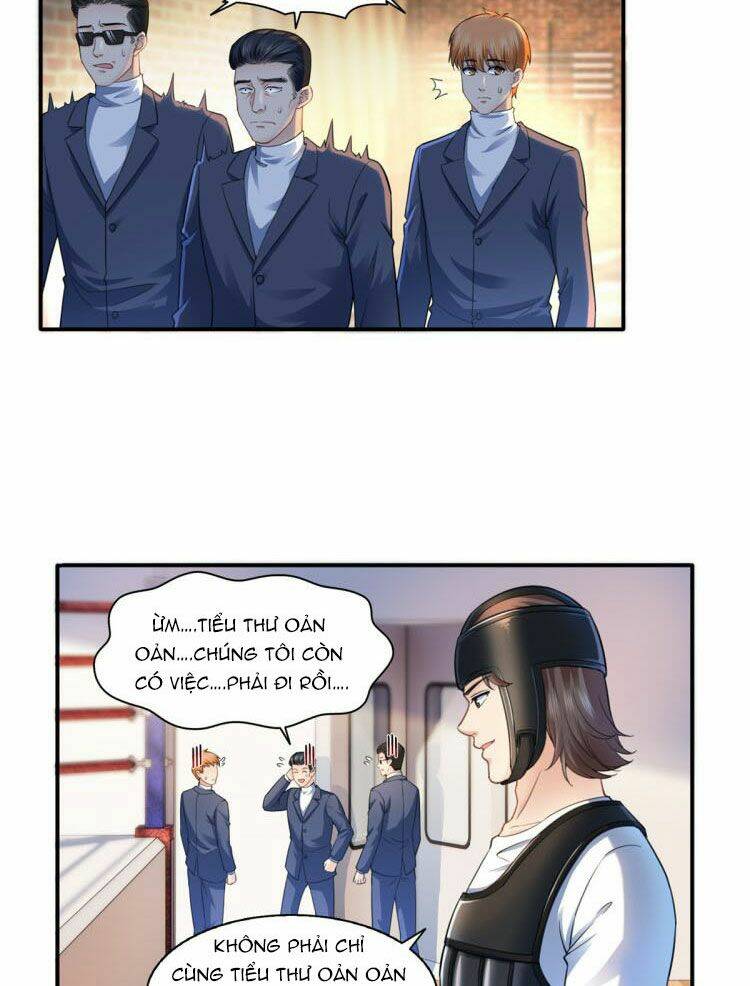 ỪM....TIỂU THƯ OẢN
OẢN....CHÚNG TÔI CÒN
CÓ VIỆC....PHẢI ĐI RỒI....
KHÔNG PHẢI CHỈ
CÙNG TIỂU THƯ OẢN OẢN